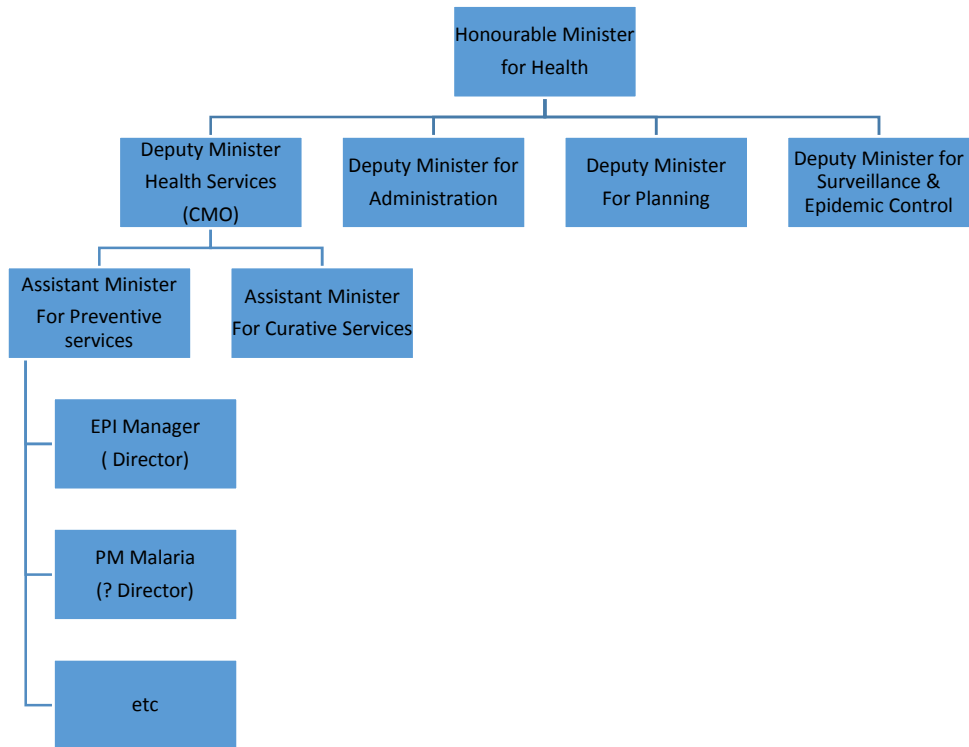 Honourable Minister
for Health
Deputy Minister
Health Services
(CMO)
Deputy Minister for
Administration
Deputy Minister
For Planning
Deputy Minister for
Surveillance &
Epidemic Control
Assistant Minister
For Preventive
services
Assistant Minister
For Curative Services
EPI Manager
( Director)
PM Malaria
(? Director)
etc